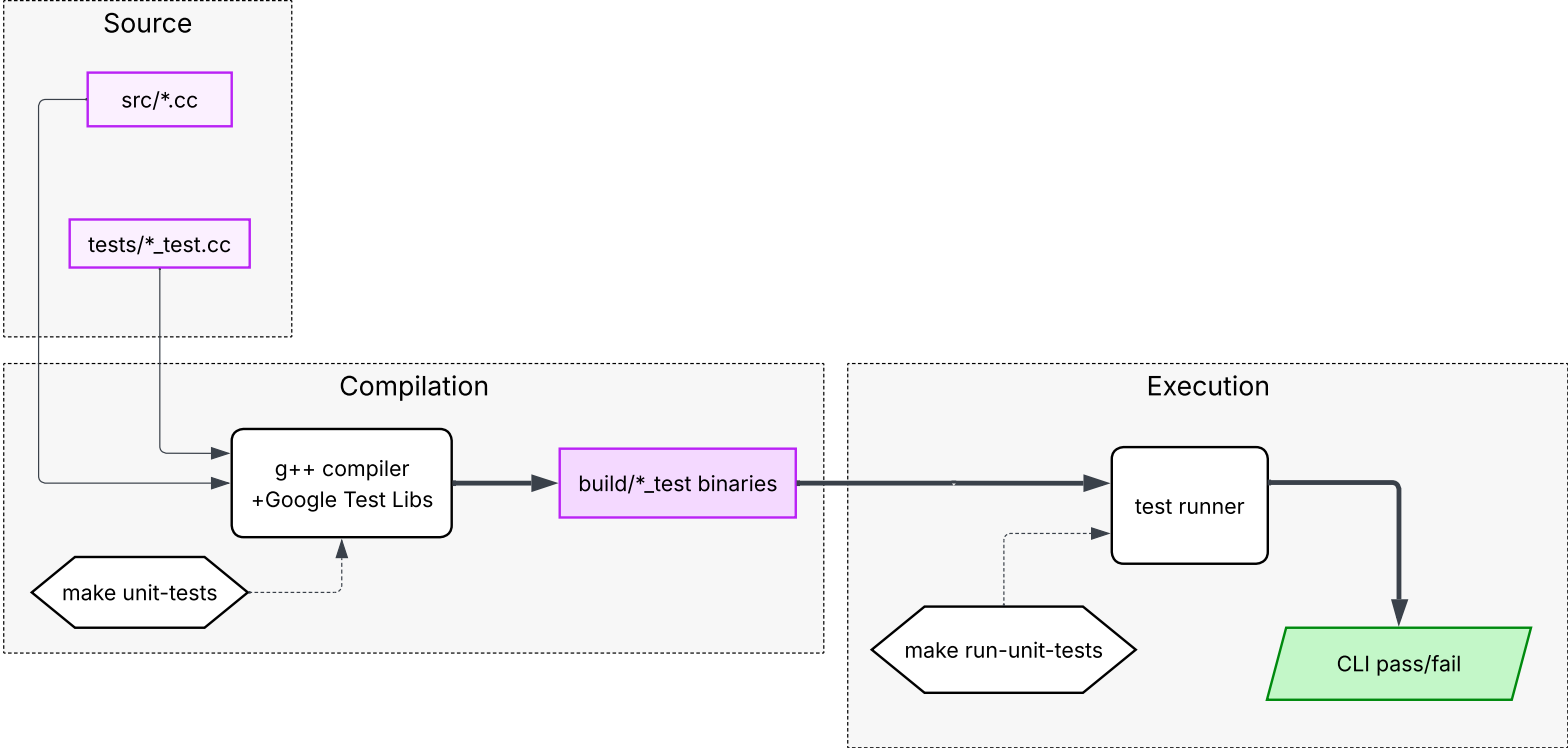 Source
src/*.cc
tests/*_test.cc
Compilation
g++ compiler
+Google Test Libs
build/*_test binaries
make unit-tests
Execution
test runner
make run-unit-tests
CLI pass/fail